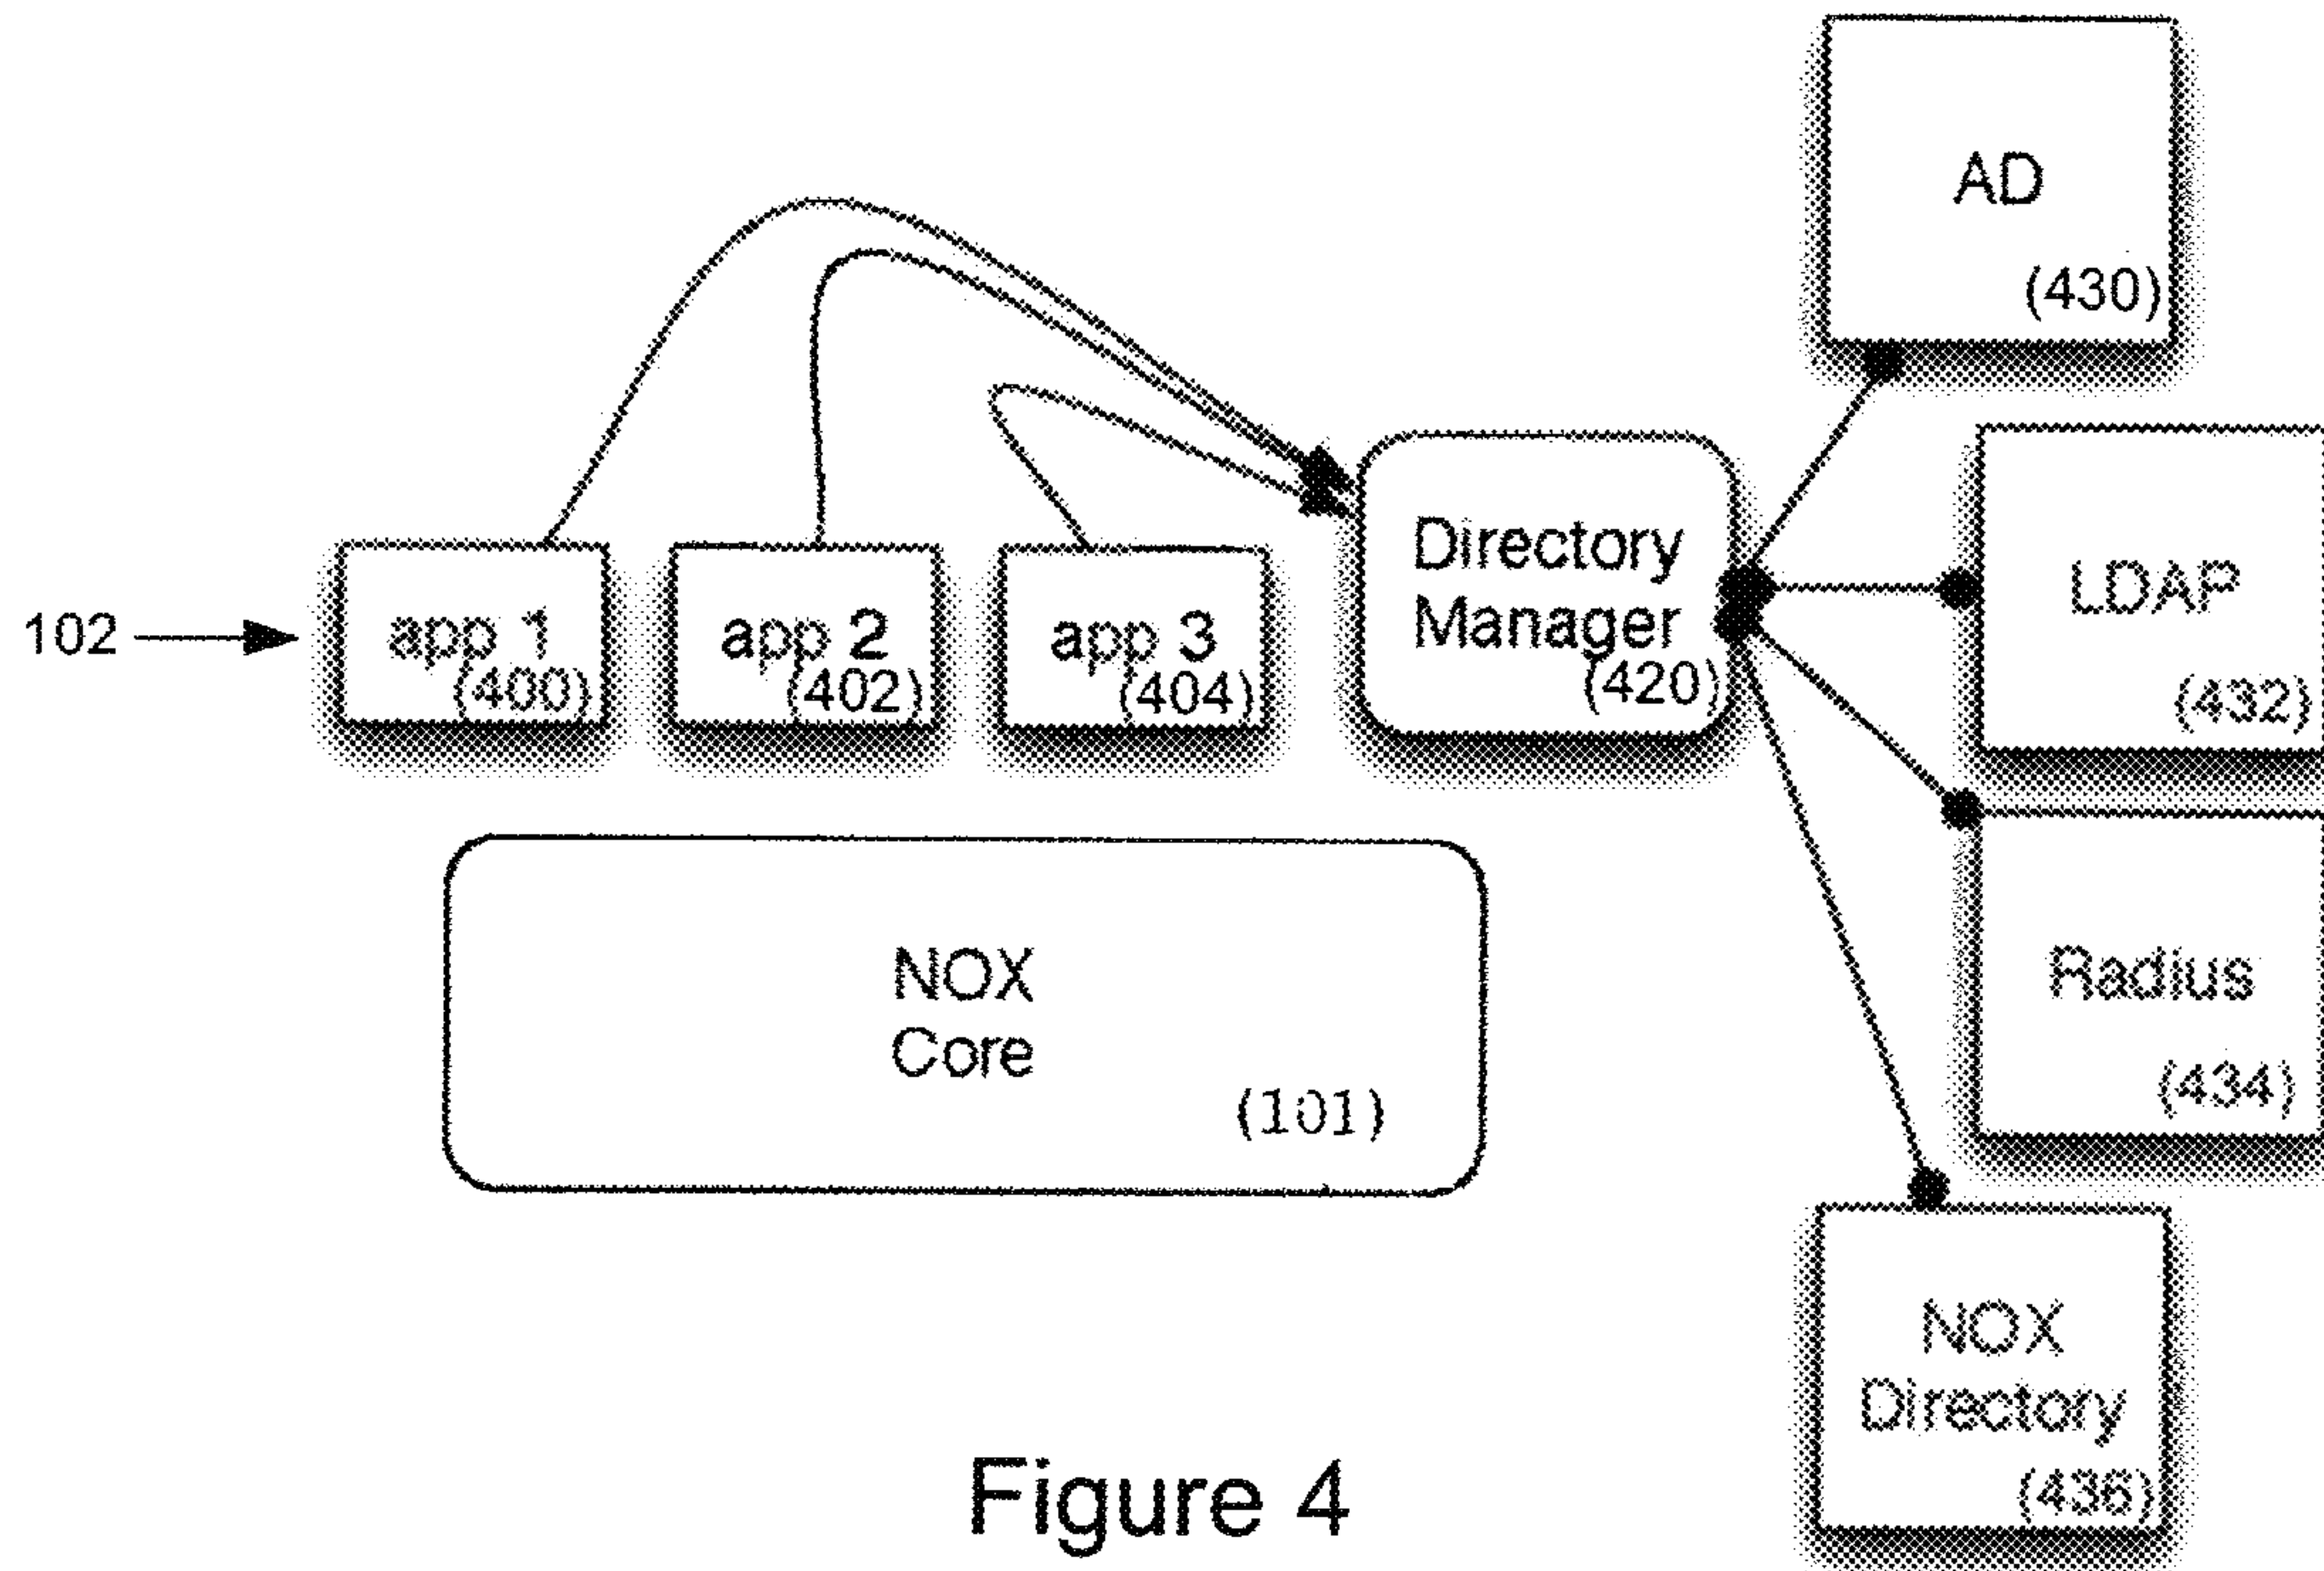 AD
(430)
Directory
Manager
(420)
LDAP
(432)
102
app 1
(400)
app 2
(402)
app 3
(404)
NOX
Core
(101)
Radius
(434)
NOX
Directory
(436)
Figure 4